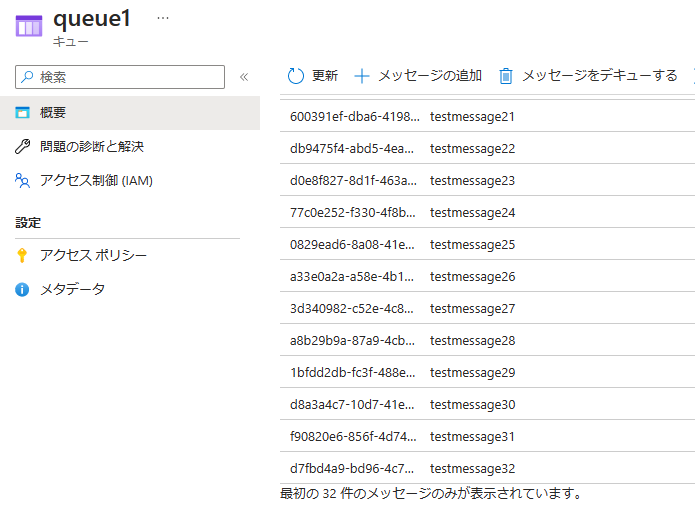 queue1 ...
キュー
検索 «
概要
問題の診断と解決
アクセス制御 (IAM)
設定
アクセス ポリシー
メタデータ
更新 メッセージの追加 メッセージをデキューする
600391ef-dba6-4198... testmessage21
db9475f4-abd5-4ea... testmessage22
d0e8f827-8d1f-463a... testmessage23
77c0e252-f330-4f8b... testmessage24
0829ead6-8a08-41e... testmessage25
a33e0a2a-a58e-4b1... testmessage26
3d340982-c52e-4c8... testmessage27
a8b29b9a-87a9-4cb... testmessage28
1bfdd2db-fc3f-488e... testmessage29
d8a3a4c7-10d7-41e... testmessage30
f90820e6-856f-4d74... testmessage31
d7fbd4a9-bd96-4c7... testmessage32
最初の 32 件のメッセージのみが表示されています。